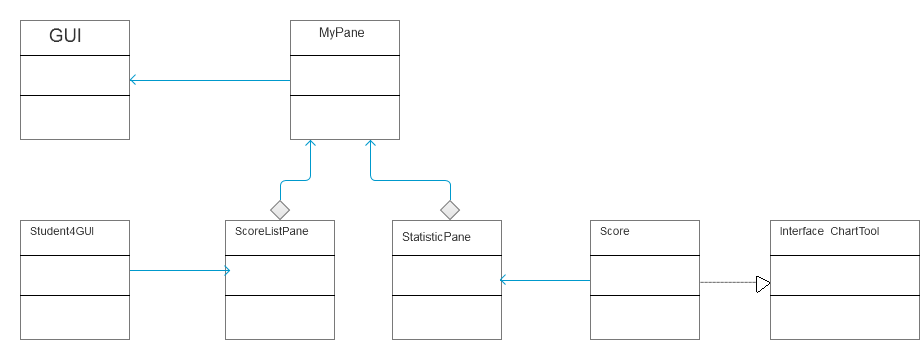 GUI
MyPane
Student4GUI
ScoreListPane
StatisticPane
Score
Interface ChartTool